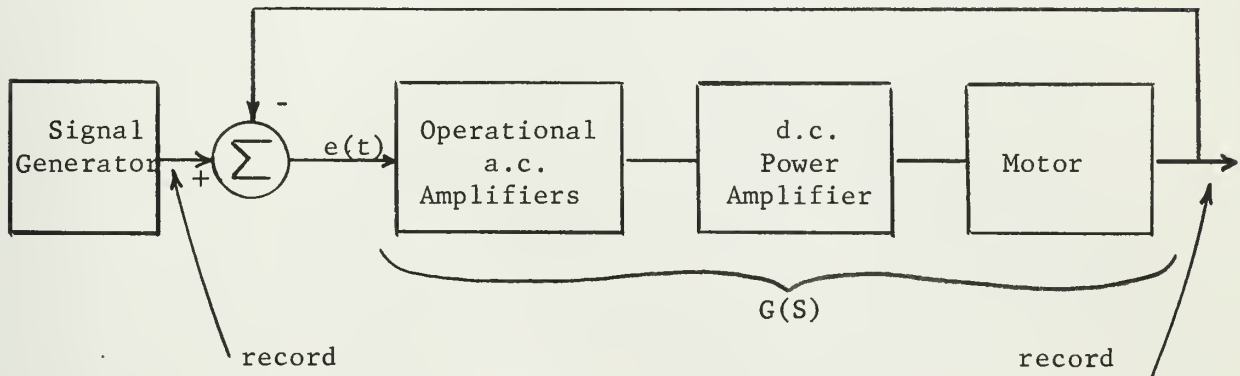 -
Signal
Generator
+
Σ
e(t)
Operational
a.c.
Amplifiers
d.c.
Power
Amplifier
Motor
G(S)
record
record